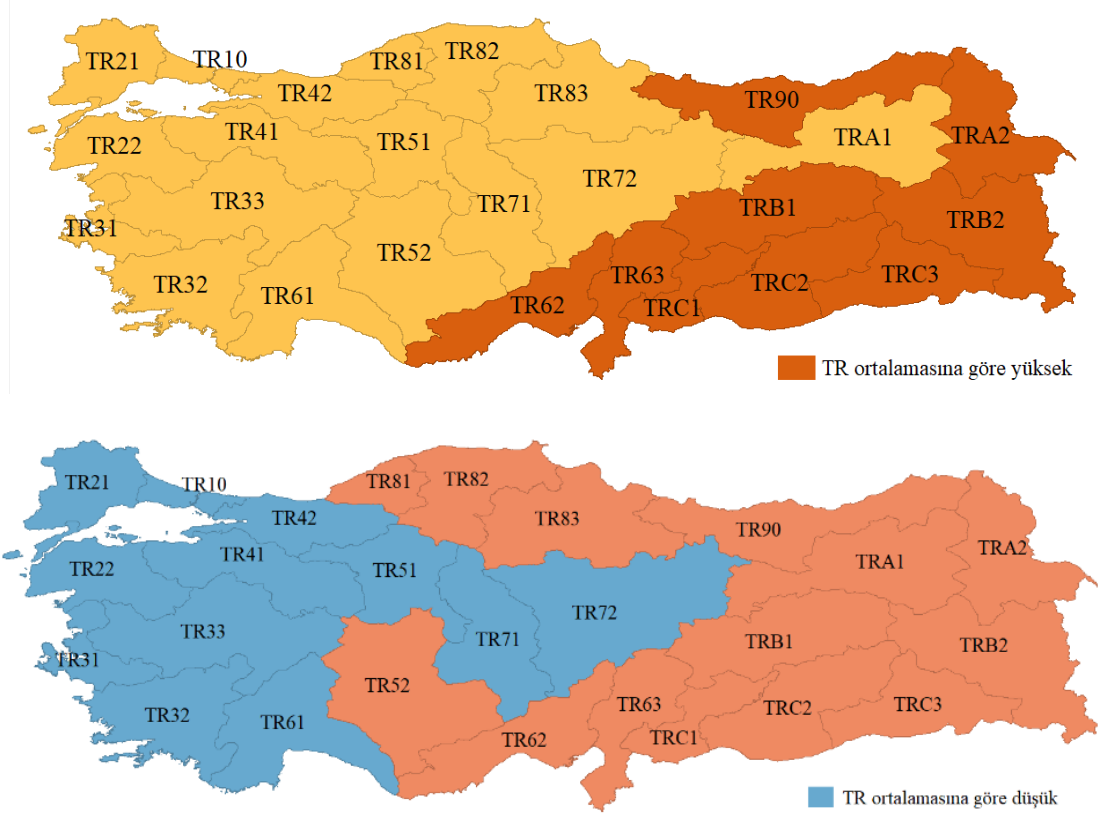 TR21
TR10
TR81
TR82
TR42
TR83
TR90
TR41
TR22
TR51
TRA1
TRA2
TR33
TR72
TR71
TRB1
TRB2
TR31
TR52
TR32
TR61
TR62
TR63
TRC1
TRC2
TRC3
TR ortalamasına göre yüksek
TR21
TR10
TR81
TR82
TR42
TR83
TR90
TR41
TR22
TR51
TRA1
TRA2
TR33
TR72
TR71
TRB1
TRB2
TR31
TR52
TR32
TR61
TR62
TR63
TRC1
TRC2
TRC3
TR ortalamasına göre düşük